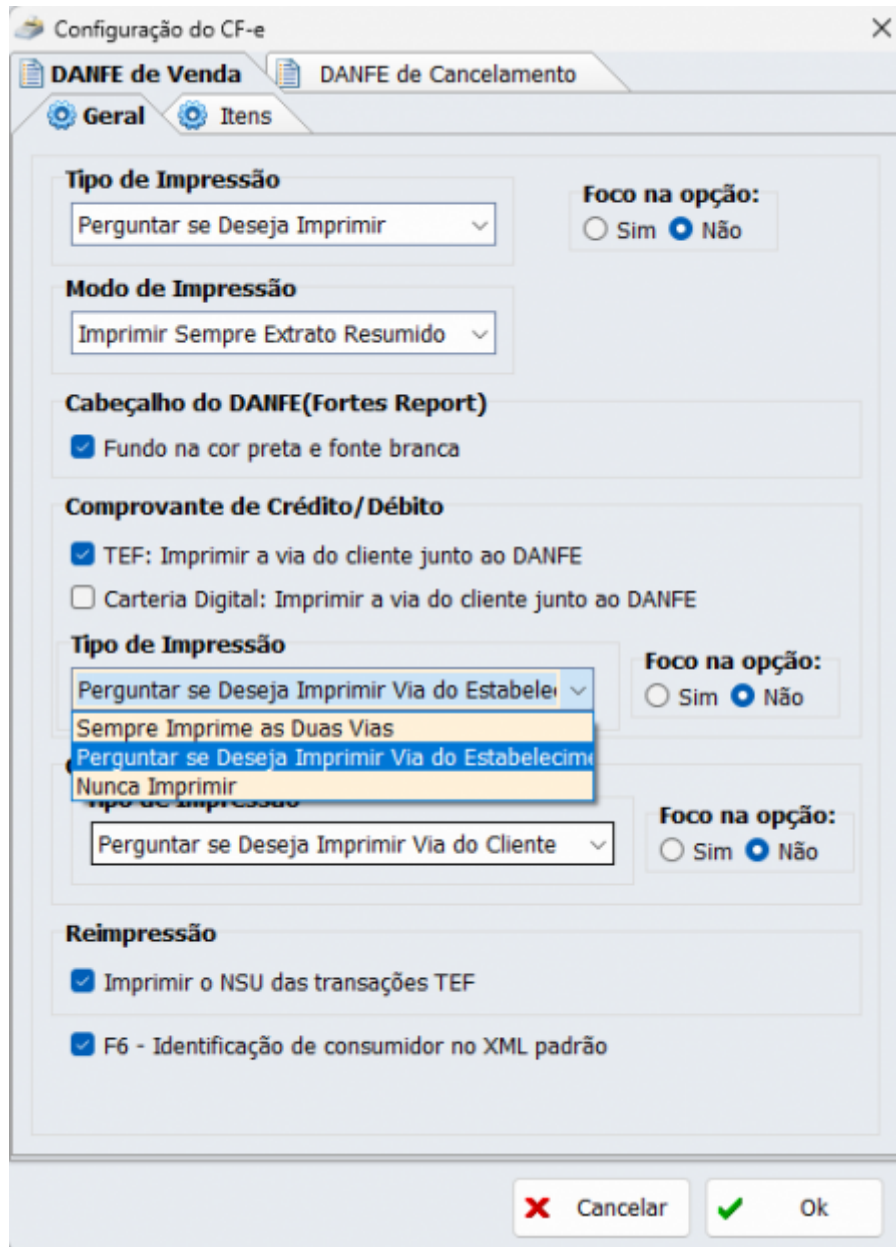 Configuração do CF-e
DANFE de Venda
DANFE de Cancelamento
Geral
Itens
Tipo de Impressão
Foco na opção:
Perguntar se Deseja Imprimir
Sim
Não
Modo de Impressão
Imprimir Sempre Extrato Resumido
Cabeçalho do DANFE(Fortes Report)
Fundo na cor preta e fonte branca
Comprovante de Crédito/Débito
TEF: Imprimir a via do cliente junto ao DANFE
Carteria Digital: Imprimir a via do cliente junto ao DANFE
Tipo de Impressão
Foco na opção:
Perguntar se Deseja Imprimir Via do
Sim
Não
Sempre Imprime as Duas Vias
Perguntar se Deseja Imprimir Via do
Nunca Imprimir
Tipo de Impressão
Foco na opção:
Perguntar se Deseja Imprimir Via do Cliente
Sim
Não
Reimpressão
Imprimir o NSU das transações TEF
F6 - Identificação de consumidor no XML padrão
Cancelar
Ok